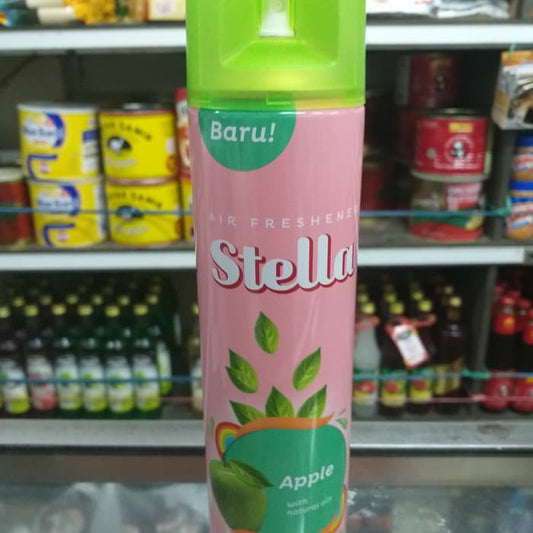 Baru!
AIR FRESHENER
Stella
Apple
with
natural oil